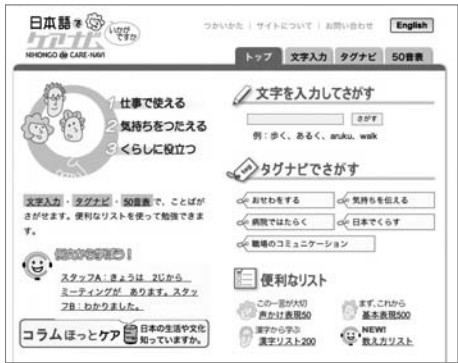 日本語で
ケアナビ
いかが
ですか
NIHONGO de CARE-NAVI
つかいかた | サイトについて | お問い合わせ
English
トップ
文字入力
タグナビ
50音表
1 仕事で使える
2 気持ちをつたえる
3 くらしに役立つ
文字入力・タグナビ・50音表で、ことばが
さがせます。便利なリストを使って勉強できま
す。
例文から学ぼう!
スタッフA:きょうは 2じから
ミーティングが あります。スタッ
フB:わかりました。
コラムほっとケア
日本の生活や文化
知っていますか。
文字を入力してさがす
さがす
例:歩く、あるく、aruku、walk
tag
タグナビでさがす
おせわをする
気持ちを伝える
病院ではたらく
日本でくらす
職場のコミュニケーション
便利なリスト
この一言が大切
声かけ表現50
まず、これから
基本表現500
漢字から学ぶ
漢字リスト200
NEW!
数え方リスト